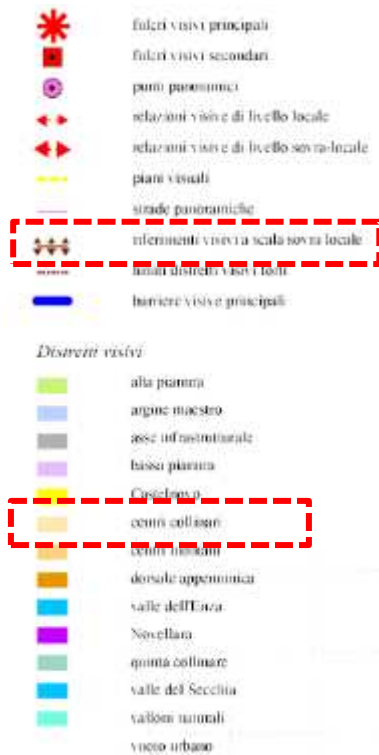 fulcri visivi principali
fulcri visivi secondari
punti panoramici
relazioni visive di livello locale
relazioni visive di livello sovra-locale
piani visuali
strade panoramiche
riferimenti visivi a scala sovra locale
limiti distretti visivi forti
barriere visive principali
Distretti visivi
alta pianura
argine maestro
asse infrastrutturale
bassa pianura
Castelnovo
centri collinari
centri montani
dorsale appenninica
valle dell'Enza
Novellara
quinta collinare
valle del Secchia
valloni naturali
vuoto urbano